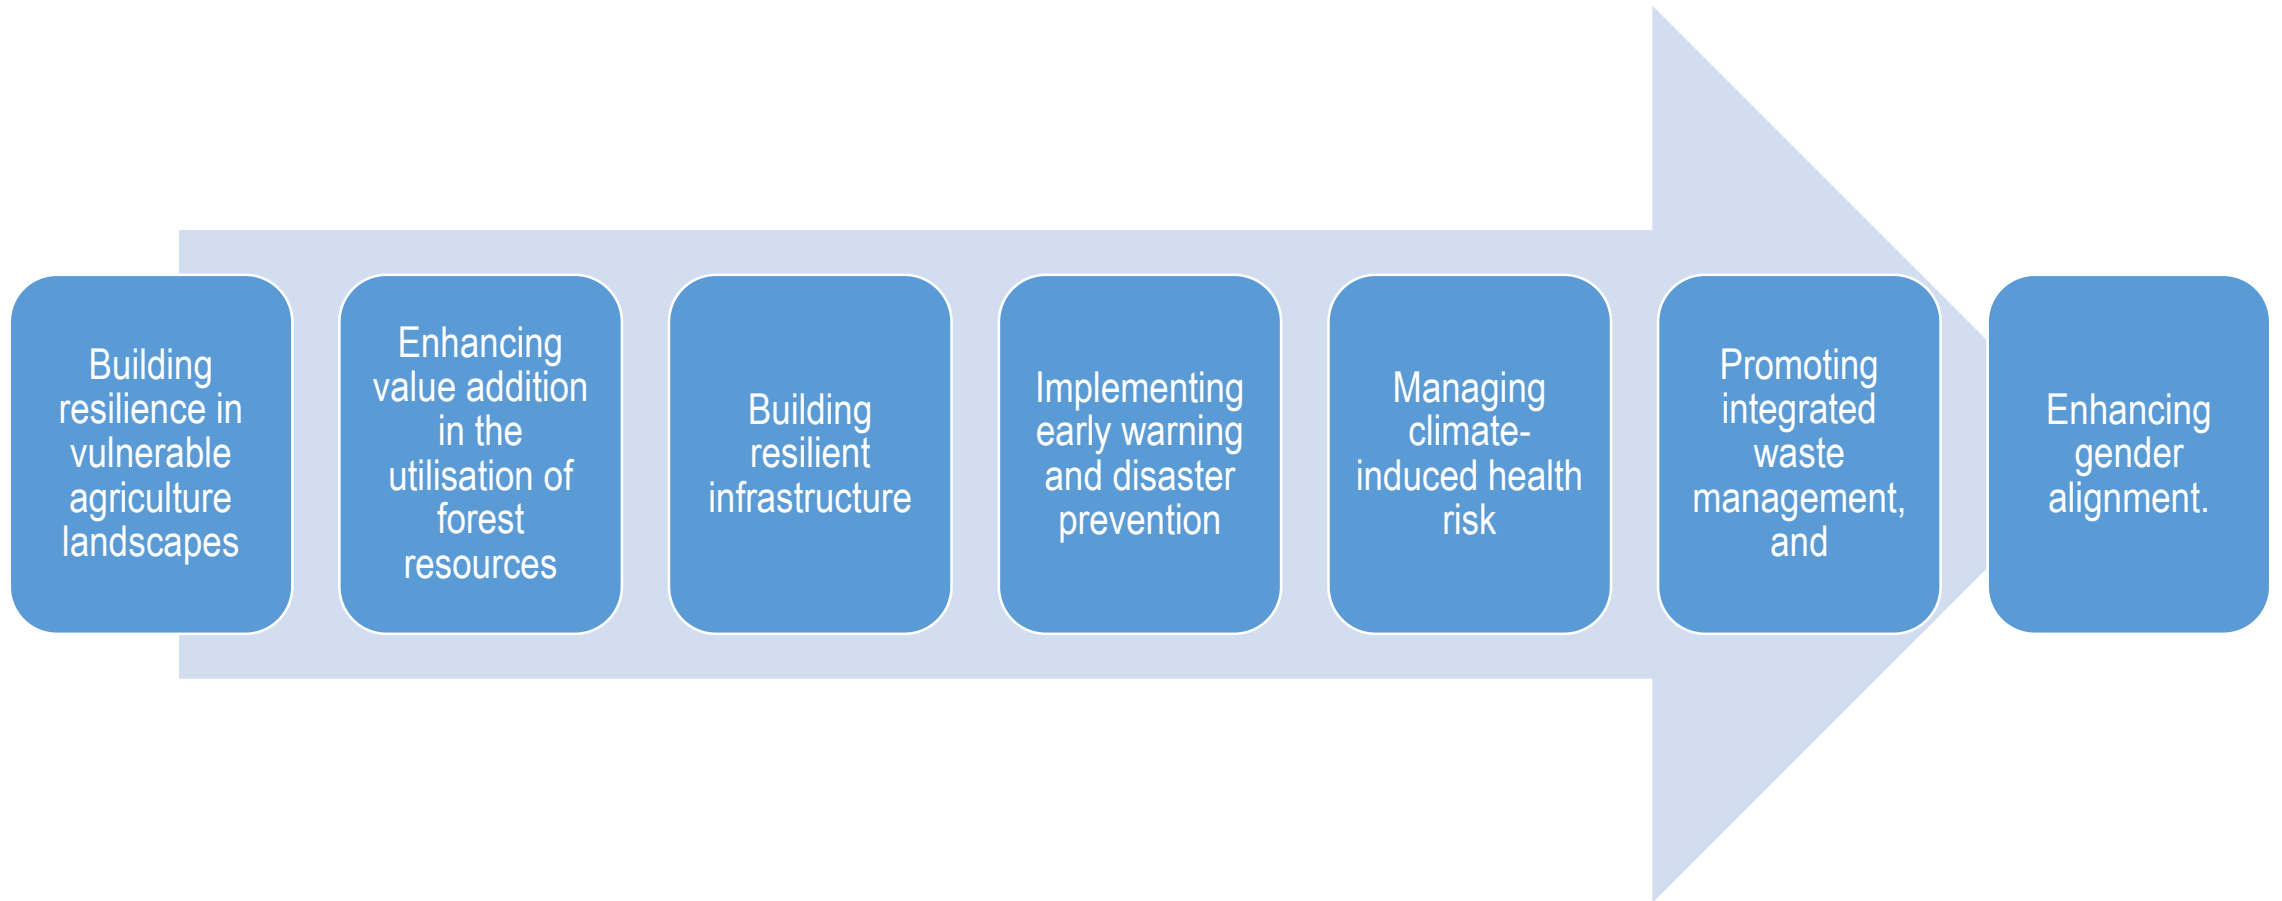 Building
resilience in
vulnerable
agriculture
landscapes
Enhancing
value addition
in the
utilisation of
forest
resources
Building
resilient
infrastructure
Implementing
early warning
and disaster
prevention
Managing
climate-
induced health
risk
Promoting
integrated
waste
management,
and
Enhancing
gender
alignment.